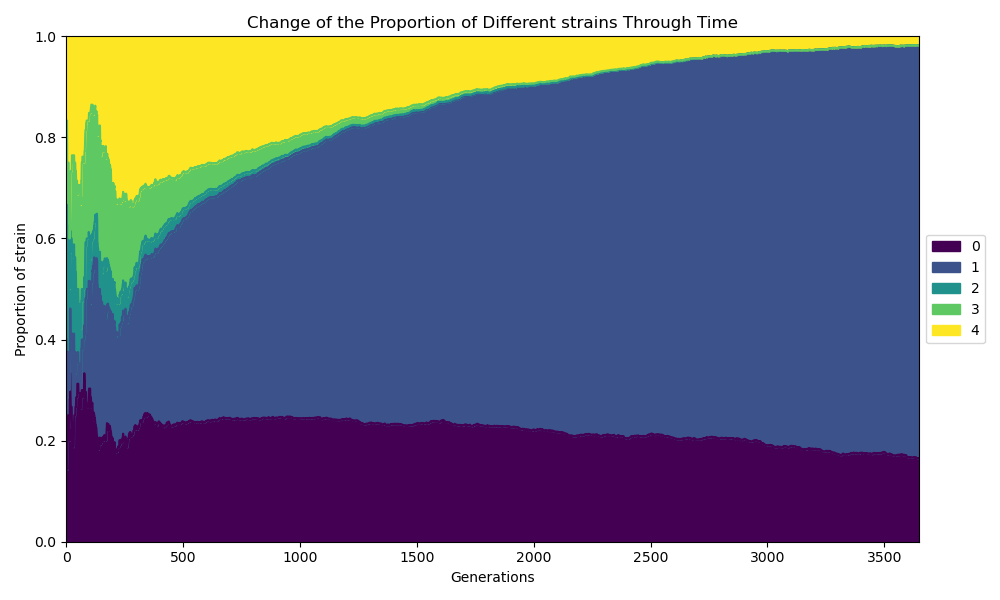 Change of the Proportion of Different strains Through Time
1.0
0.8
0.6
0.4
0.2
0.0
Proportion of strain
0 500 1000 1500 2000 2500 3000 3500
Generations
0
1
2
3
4